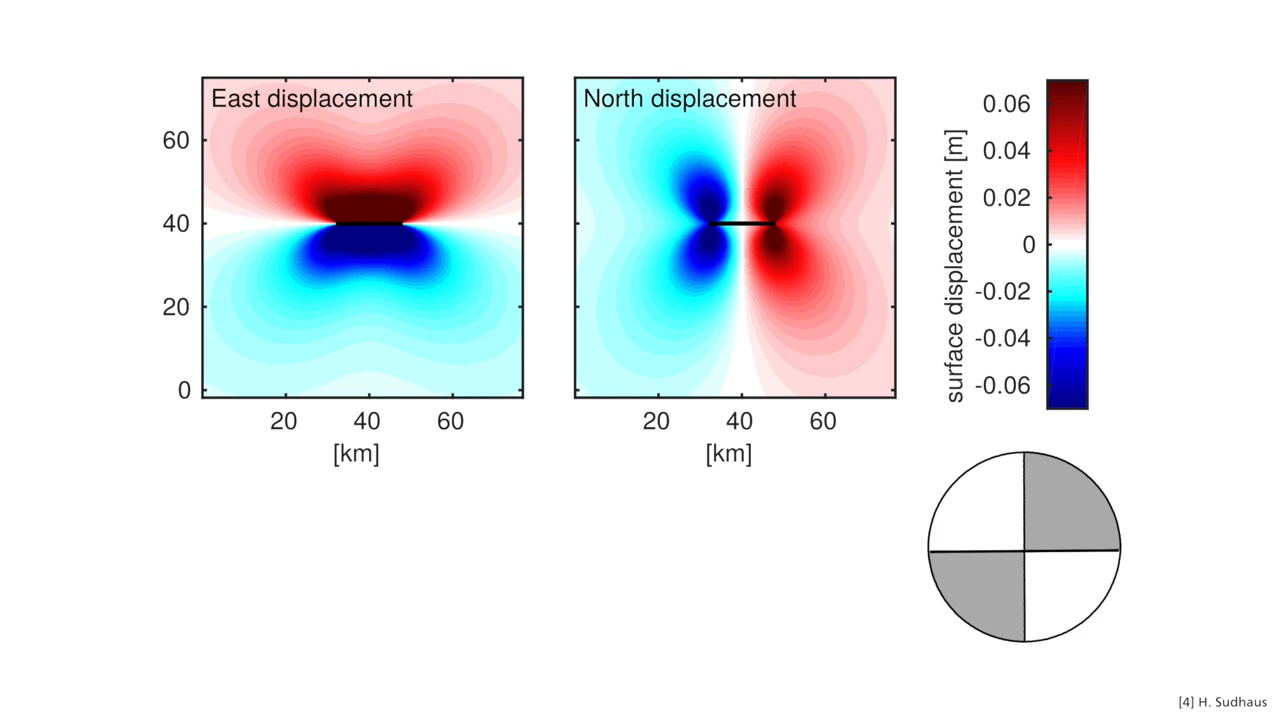 East displacement
North displacement
60
40
20
0
20 40 60
[km]
20 40 60
[km]
surface displacement [m]
0.06
0.04
0.02
0
-0.02
-0.04
-0.06
[4] H. Sudhaus